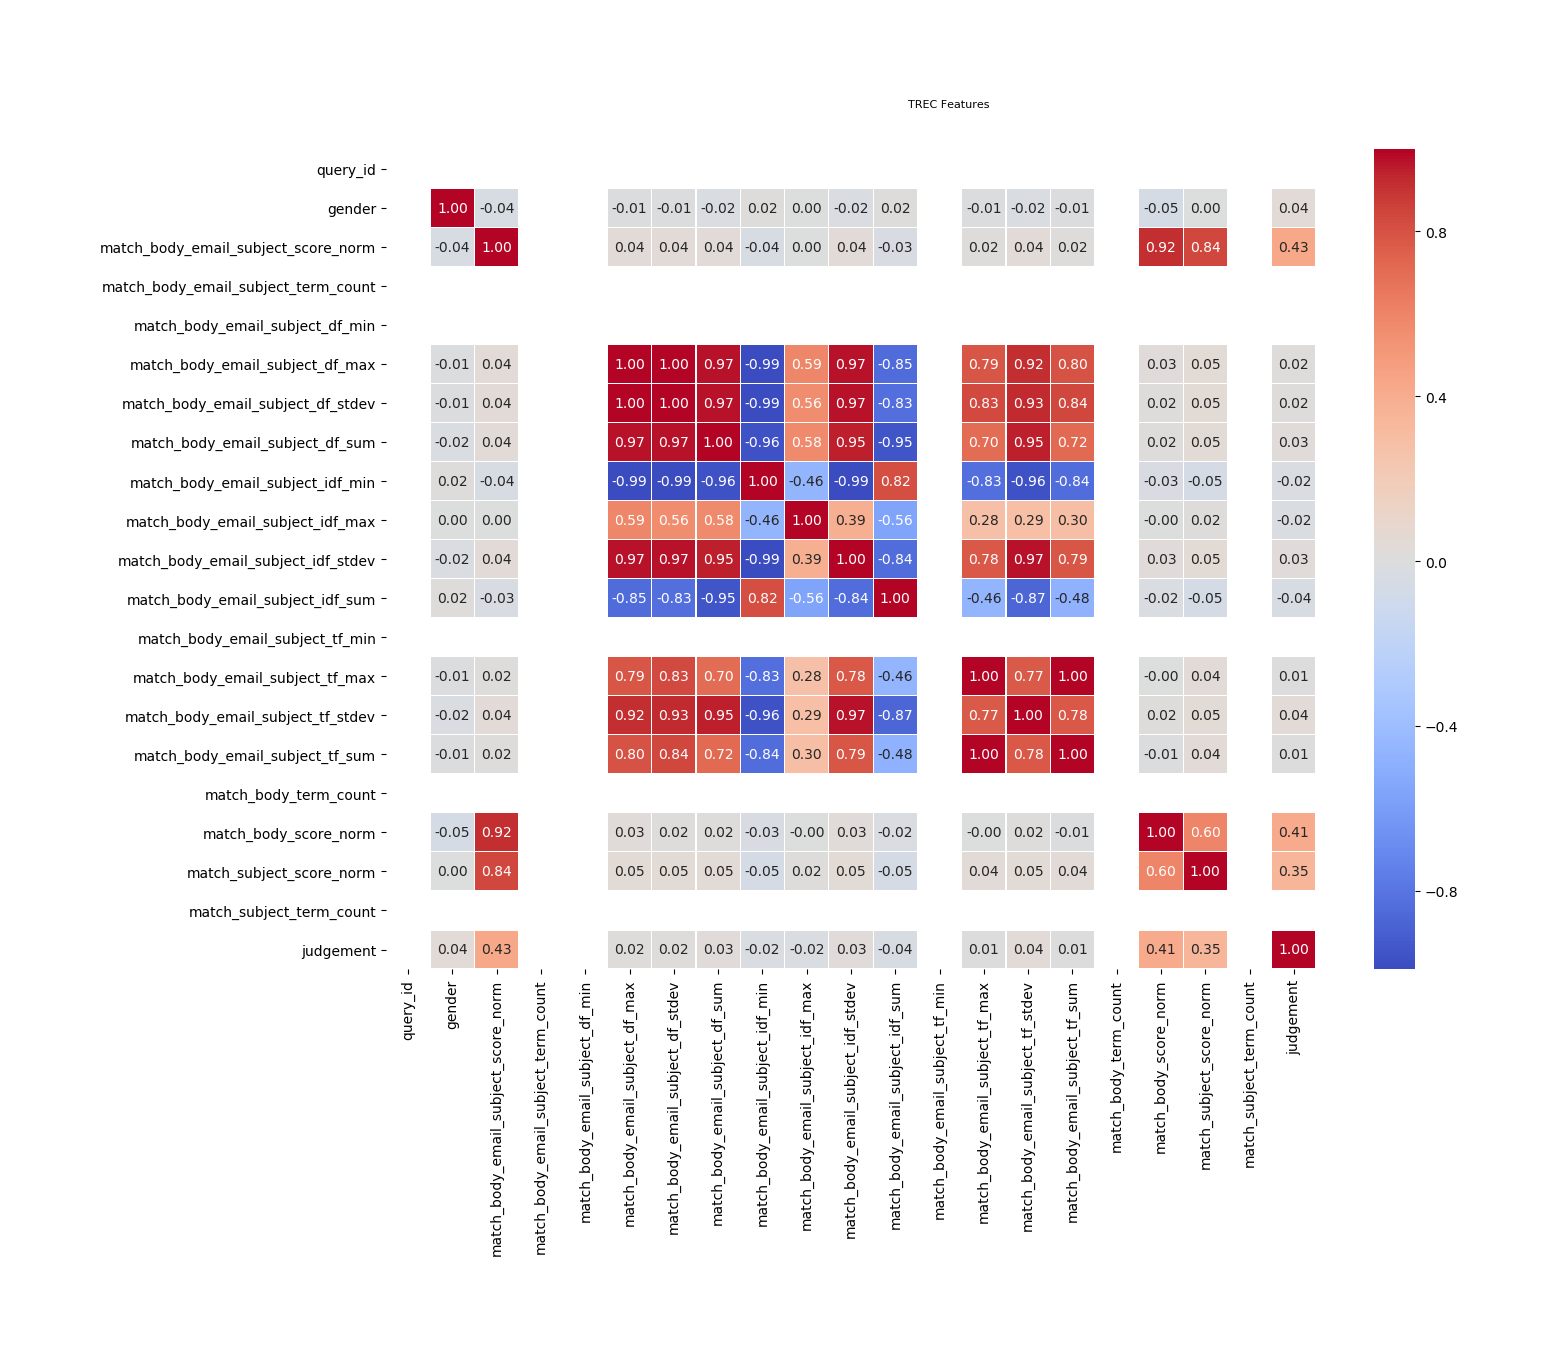 TREC Features
query_id
gender 1.00 -0.04 -0.01 -0.01 -0.02 0.02 0.00 -0.02 0.02 -0.01 -0.02 -0.01 -0.05 0.00 0.04
match_body_email_subject_score_norm -0.04 1.00 0.04 0.04 0.04 -0.04 0.00 0.04 -0.03 0.02 0.04 0.02 0.92 0.84 0.43
match_body_email_subject_term_count
match_body_email_subject_df_min
match_body_email_subject_df_max -0.01 0.04 1.00 1.00 0.97 -0.99 0.59 0.97 -0.85 0.79 0.92 0.80 0.03 0.05 0.02
match_body_email_subject_df_stdev -0.01 0.04 1.00 1.00 0.97 -0.99 0.56 0.97 -0.83 0.83 0.93 0.84 0.02 0.05 0.02
match_body_email_subject_df_sum -0.02 0.04 0.97 0.97 1.00 -0.96 0.58 0.95 -0.95 0.70 0.95 0.72 0.02 0.05 0.03
match_body_email_subject_idf_min 0.02 -0.04 -0.99 -0.99 -0.96 1.00 -0.46 -0.99 0.82 -0.83 -0.96 -0.84 -0.03 -0.05 -0.02
match_body_email_subject_idf_max 0.00 0.00 0.59 0.56 0.58 -0.46 1.00 0.39 -0.56 0.28 0.29 0.30 -0.00 0.02 -0.02
match_body_email_subject_idf_stdev -0.02 0.04 0.97 0.97 0.95 -0.99 0.39 1.00 -0.84 0.78 0.97 0.79 0.03 0.05 0.03
match_body_email_subject_idf_sum 0.02 -0.03 -0.85 -0.83 -0.95 0.82 -0.56 -0.84 1.00 -0.46 -0.87 -0.48 -0.02 -0.05 -0.04
match_body_email_subject_tf_min
match_body_email_subject_tf_max -0.01 0.02 0.79 0.83 0.70 -0.83 0.28 0.78 -0.46 1.00 0.77 1.00 -0.00 0.04 0.01
match_body_email_subject_tf_stdev -0.02 0.04 0.92 0.93 0.95 -0.96 0.29 0.97 -0.87 0.77 1.00 0.78 0.02 0.05 0.04
match_body_email_subject_tf_sum -0.01 0.02 0.80 0.84 0.72 -0.84 0.30 0.79 -0.48 1.00 0.78 1.00 -0.01 0.04 0.01
match_body_term_count
match_body_score_norm -0.05 0.92 0.03 0.02 0.02 -0.03 -0.00 0.03 -0.02 -0.00 0.02 -0.01 1.00 0.60 0.41
match_subject_score_norm 0.00 0.84 0.05 0.05 0.05 -0.05 0.02 0.05 -0.05 0.04 0.05 0.04 0.60 1.00 0.35
match_subject_term_count
judgement 0.04 0.43 0.02 0.02 0.03 -0.02 -0.02 0.03 -0.04 0.01 0.04 0.01 0.41 0.35 1.00
query_id
gender
match_body_email_subject_score_norm
match_body_email_subject_term_count
match_body_email_subject_df_min
match_body_email_subject_df_max
match_body_email_subject_df_stdev
match_body_email_subject_df_sum
match_body_email_subject_idf_min
match_body_email_subject_idf_max
match_body_email_subject_idf_stdev
match_body_email_subject_idf_sum
match_body_email_subject_tf_min
match_body_email_subject_tf_max
match_body_email_subject_tf_stdev
match_body_email_subject_tf_sum
match_body_term_count
match_body_score_norm
match_subject_score_norm
match_subject_term_count
judgement
0.8
0.4
0.0
−0.4
−0.8